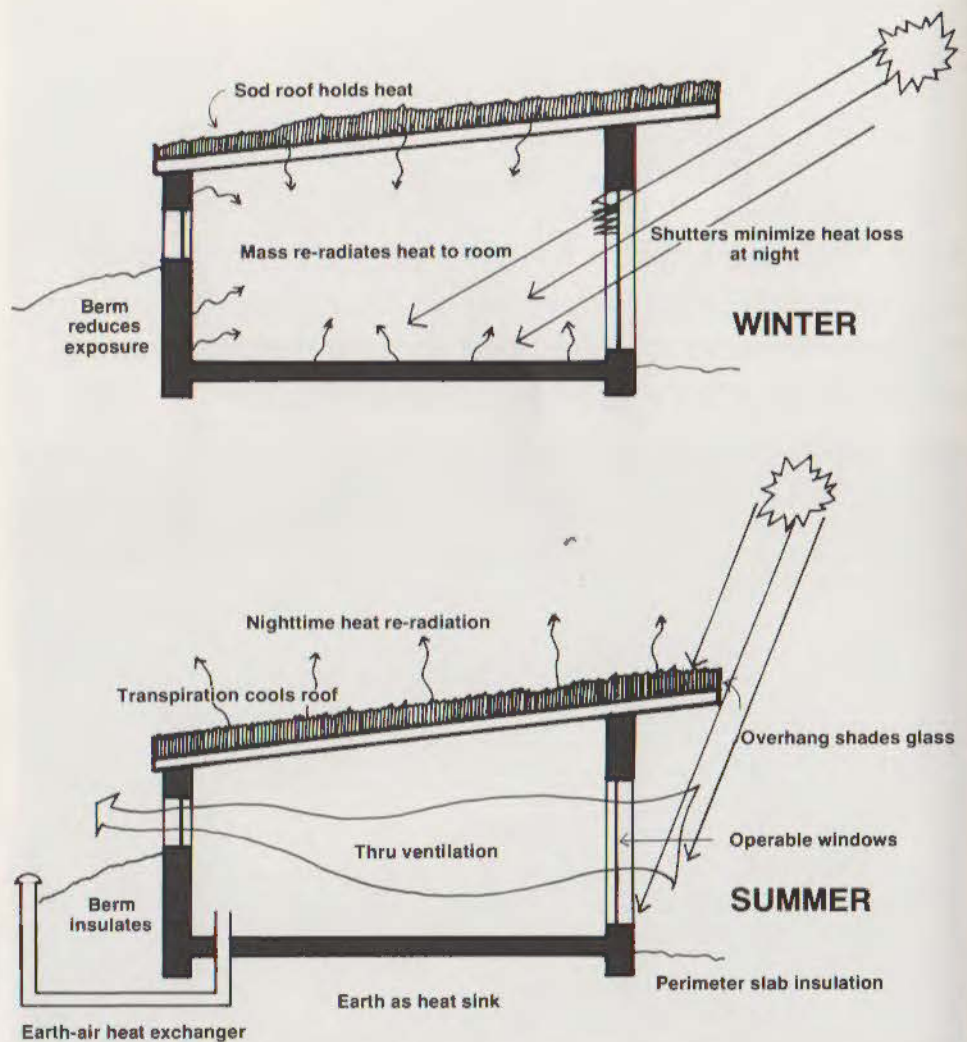 Sod roof holds heat
Mass re-radiates heat to room
Shutters minimize heat loss
at night
Berm
reduces
exposure
WINTER
Nighttime heat re-radiation
Transpiration cools roof
Overhang shades glass
Operable windows
Thru ventilation
SUMMER
Berm
insulates
Perimeter slab insulation
Earth as heat sink
Earth-air heat exchanger